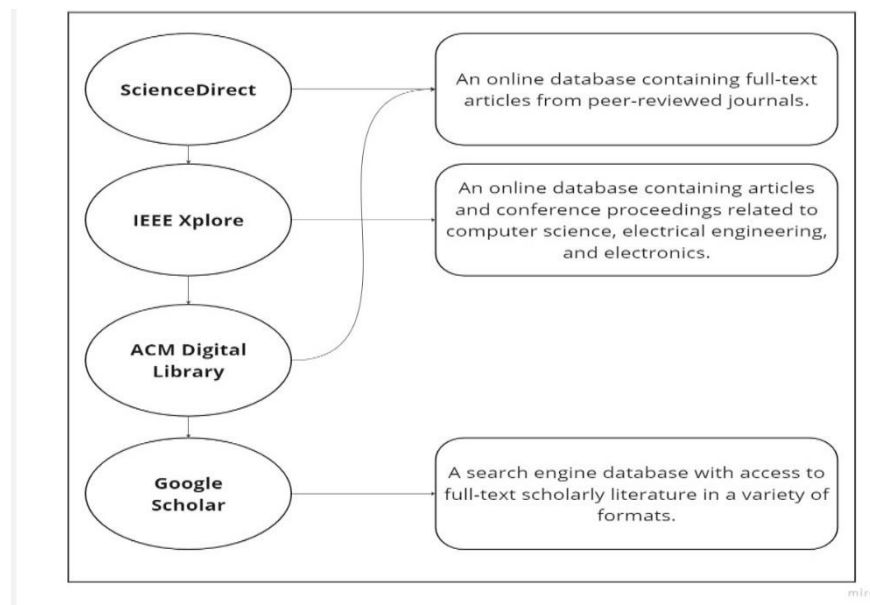 ScienceDirect
An online database containing full-text
articles from peer-reviewed journals.
IEEE Xplore
An online database containing articles
and conference proceedings related to
computer science, electrical engineering,
and electronics.
ACM Digital
Library
Google
Scholar
A search engine database with access to
full-text scholarly literature in a variety of
formats.